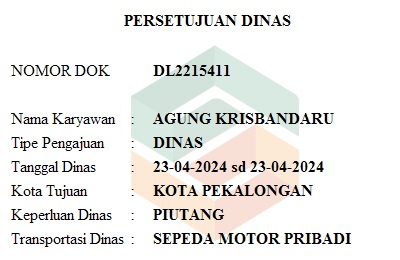 PERSETUJUAN DINAS
NOMOR DOK DL2215411
Nama Karyawan : AGUNG KRISBANDARU
Tipe Pengajuan : DINAS
Tanggal Dinas : 23-04-2024 sd 23-04-2024
Kota Tujuan : KOTA PEKALONGAN
Keperluan Dinas : PIUTANG
Transportasi Dinas : SEPEDA MOTOR PRIBADI